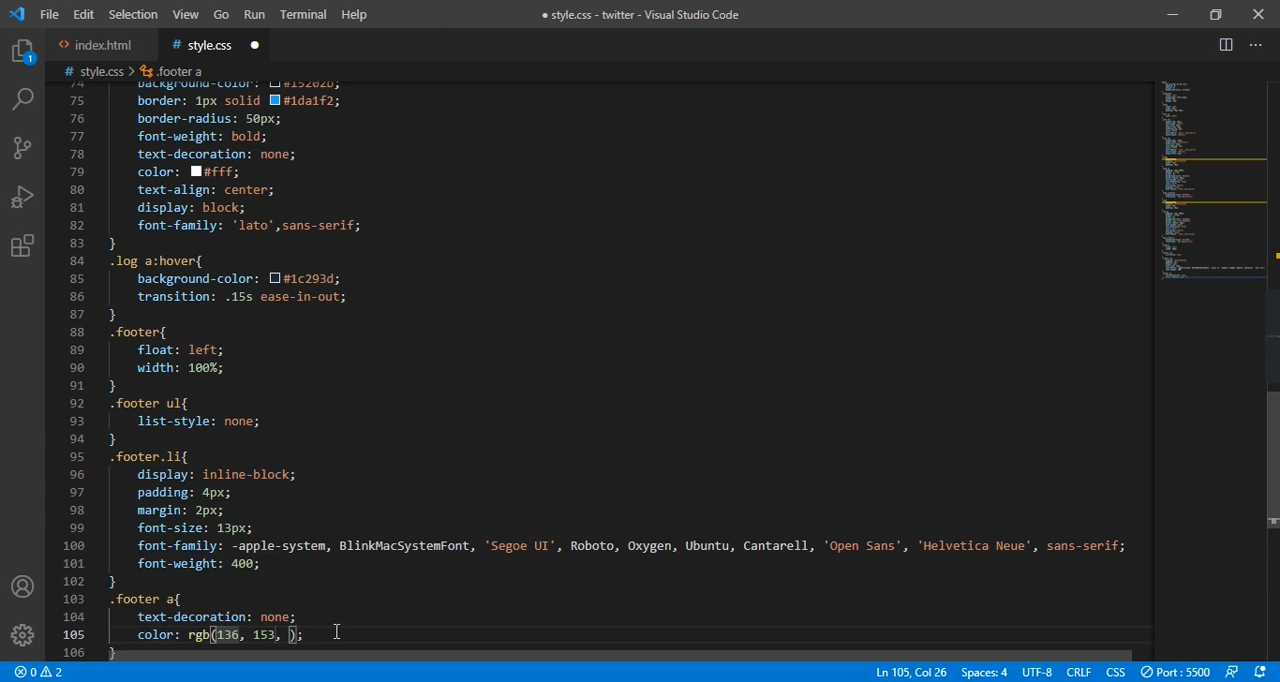 File Edit Selection View Go Run Terminal Help
● style.css - twitter - Visual Studio Code
<> index.html # style.css ●
# style.css > .footer a
74 background-color: #15202b;
75 border: 1px solid #1da1f2;
76 border-radius: 50px;
77 font-weight: bold;
78 text-decoration: none;
79 color: #fff;
80 text-align: center;
81 display: block;
82 font-family: 'lato',sans-serif;
83 }
84 .log a:hover{
85 background-color: #1c293d;
86 transition: .15s ease-in-out;
87 }
88 .footer{
89 float: left;
90 width: 100%;
91 }
92 .footer ul{
93 list-style: none;
94 }
95 .footer.li{
96 display: inline-block;
97 padding: 4px;
98 margin: 2px;
99 font-size: 13px;
100 font-family: -apple-system, BlinkMacSystemFont, 'Segoe UI', Roboto, Oxygen, Ubuntu, Cantarell, 'Open Sans', 'Helvetica Neue', sans-serif;
101 font-weight: 400;
102 }
103 .footer a{
104 text-decoration: none;
105 color: rgb(136, 153, );
106 }
1
0 2 Ln 105, Col 26 Spaces: 4 UTF-8 CRLF CSS Port : 5500